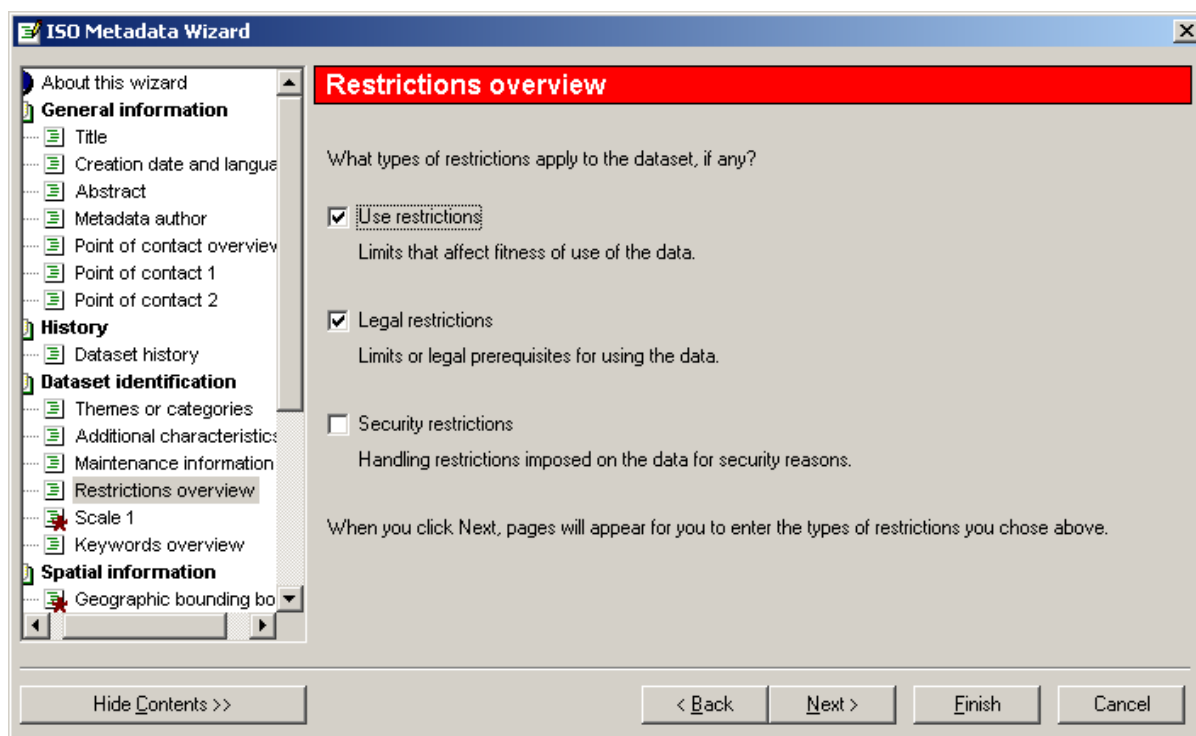 ISO Metadata Wizard
About this wizard
General information
Title
Creation date and langua
Abstract
Metadata author
Point of contact overview
Point of contact 1
Point of contact 2
History
Dataset history
Dataset identification
Themes or categories
Additional characteristics
Maintenance information
Restrictions overview
Scale 1
Keywords overview
Spatial information
Geographic bounding bo
Restrictions overview
What types of restrictions apply to the dataset, if any?
Use restrictions
Limits that affect fitness of use of the data.
Legal restrictions
Limits or legal prerequisites for using the data.
Security restrictions
Handling restrictions imposed on the data for security reasons.
When you click Next, pages will appear for you to enter the types of restrictions you chose above.
Hide Contents >>
< Back
Next >
Finish
Cancel